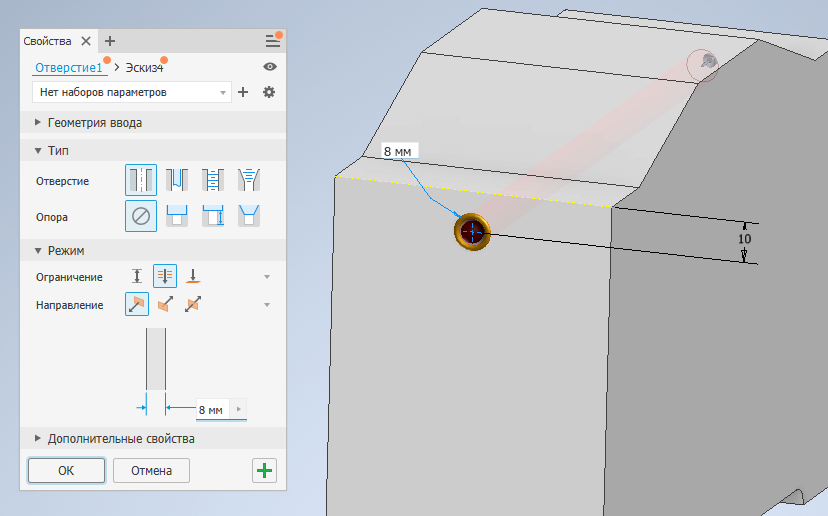 Свойства
Отверстие1 > Эскиз4
Нет наборов параметров
Геометрия ввода
Тип
Отверстие
Опора
Режим
Ограничение
Направление
8 мм
Дополнительные свойства
ОК
Отмена
8 мм
10